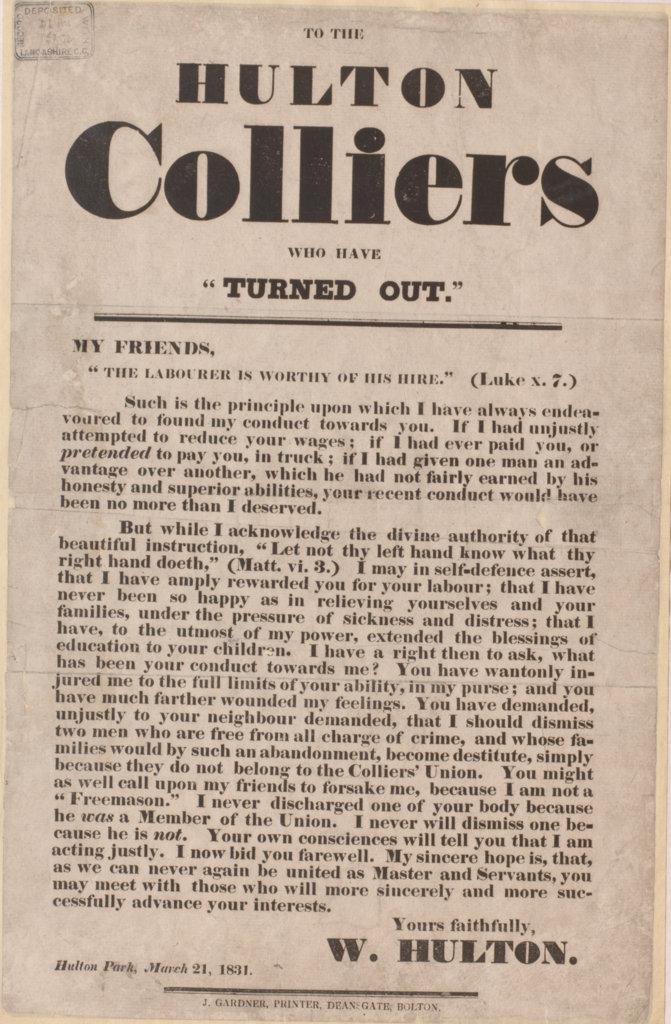 DEPOSITED
LANCASHIRE C.C.
TO THE
HULTON
Colliers
WHO HAVE
“TURNED OUT.”
MY FRIENDS,
“THE LABOURER IS WORTHY OF HIS HIRE.” (Luke x. 7.)
Such is the principle upon which I have always endea-
voured to found my conduct towards you. If I had unjustly
attempted to reduce your wages; if I had ever paid you, or
pretended to pay you, in truck; if I had given one man an ad-
vantage over another, which he had not fairly earned by his
honesty and superior abilities, your recent conduct would have
been no more than I deserved.
But while I acknowledge the divine authority of that
beautiful instruction, “Let not thy left hand know what thy
right hand doeth,” (Matt. vi. 3.) I may in self-defence assert,
that I have amply rewarded you for your labour; that I have
never been so happy as in relieving yourselves and your
families, under the pressure of sickness and distress; that I
have, to the utmost of my power, extended the blessings of
education to your children. I have a right then to ask, what
has been your conduct towards me? You have wantonly in-
jured me to the full limits of your ability, in my purse; and you
have much farther wounded my feelings. You have demanded,
unjustly to your neighbour demanded, that I should dismiss
two men who are free from all charge of crime, and whose fa-
milies would by such an abandonment, become destitute, simply
because they do not belong to the Colliers' Union. You might
as well call upon my friends to forsake me, because I am not a
“Freemason.” I never discharged one of your body because
he was a Member of the Union. I never will dismiss one be-
cause he is not. Your own consciences will tell you that I am
acting justly. I now bid you farewell. My sincere hope is, that,
as we can never again be united as Master and Servants, you
may meet with those who will more sincerely and more suc-
cessfully advance your interests.
Yours faithfully,
W. HULTON.
Hulton Park, March 21, 1831.
J. GARDNER, PRINTER, DEANSGATE, BOLTON.